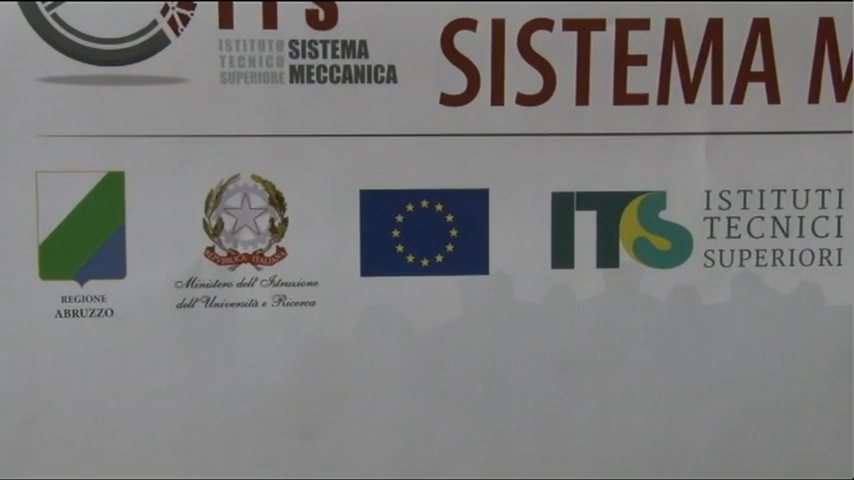 ITS
ISTITUTO
TECNICO
SUPERIORE
SISTEMA
MECCANICA
SISTEMA M
REGIONE
ABRUZZO
REPVBBLICA ITALIANA
Ministero dell'Istruzione
dell'Università e Ricerca
ITS
ISTITUTI
TECNICI
SUPERIORI